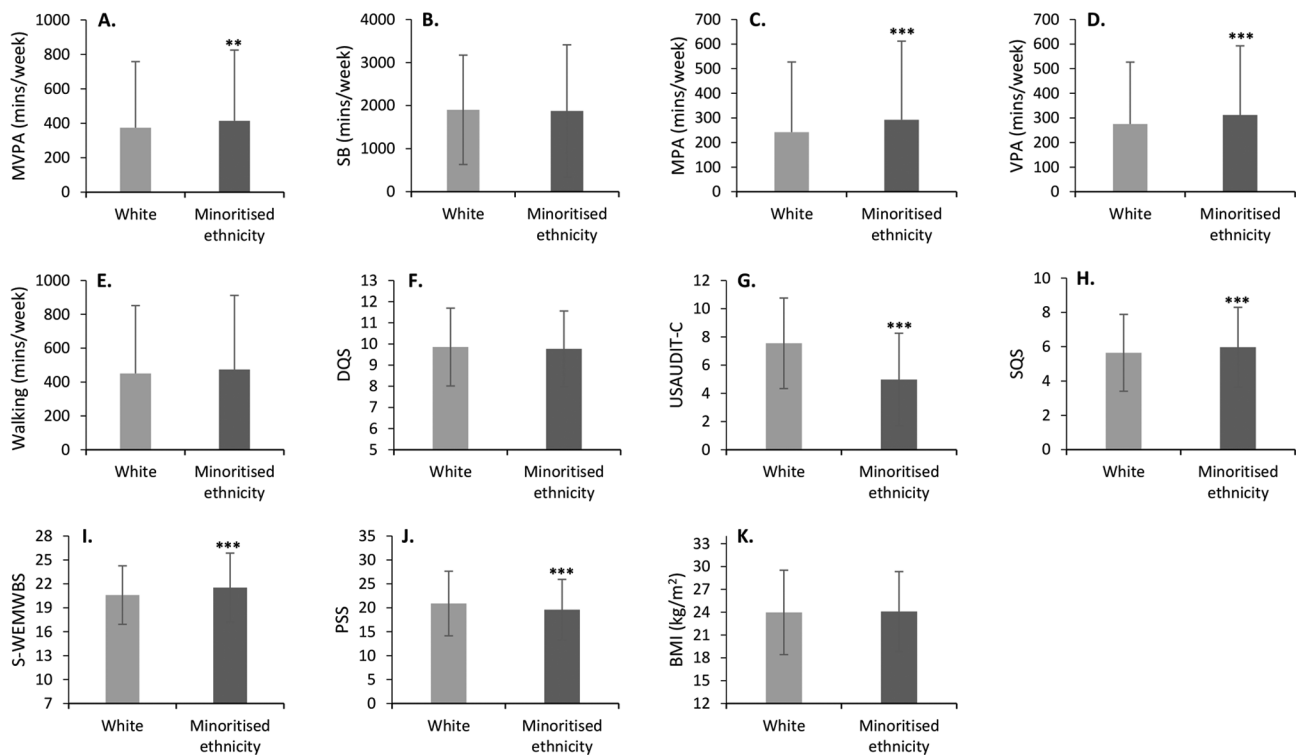 A.
MVPA (mins/week)
1000
800
600
400
200
0
**
White
Minoritised
ethnicity
B.
SB (mins/week)
4000
3000
2000
1000
0
White
Minoritised
ethnicity
C.
MPA (mins/week)
700
600
500
400
300
200
100
0
***
White
Minoritised
ethnicity
D.
VPA (mins/week)
700
600
500
400
300
200
100
0
***
White
Minoritised
ethnicity
E.
Walking (mins/week)
1000
800
600
400
200
0
White
Minoritised
ethnicity
F.
DQS
13
12
11
10
9
8
7
6
5
White
Minoritised
ethnicity
G.
USAUDIT-C
12
10
8
6
4
2
0
***
White
Minoritised
ethnicity
H.
SQS
10
8
6
4
2
0
***
White
Minoritised
ethnicity
I.
S-WEMWBS
28
25
22
19
16
13
10
7
***
White
Minoritised
ethnicity
J.
PSS
35
30
25
20
15
10
5
0
***
White
Minoritised
ethnicity
K.
BMI (kg/m²)
33
30
27
24
21
18
15
12
White
Minoritised
ethnicity